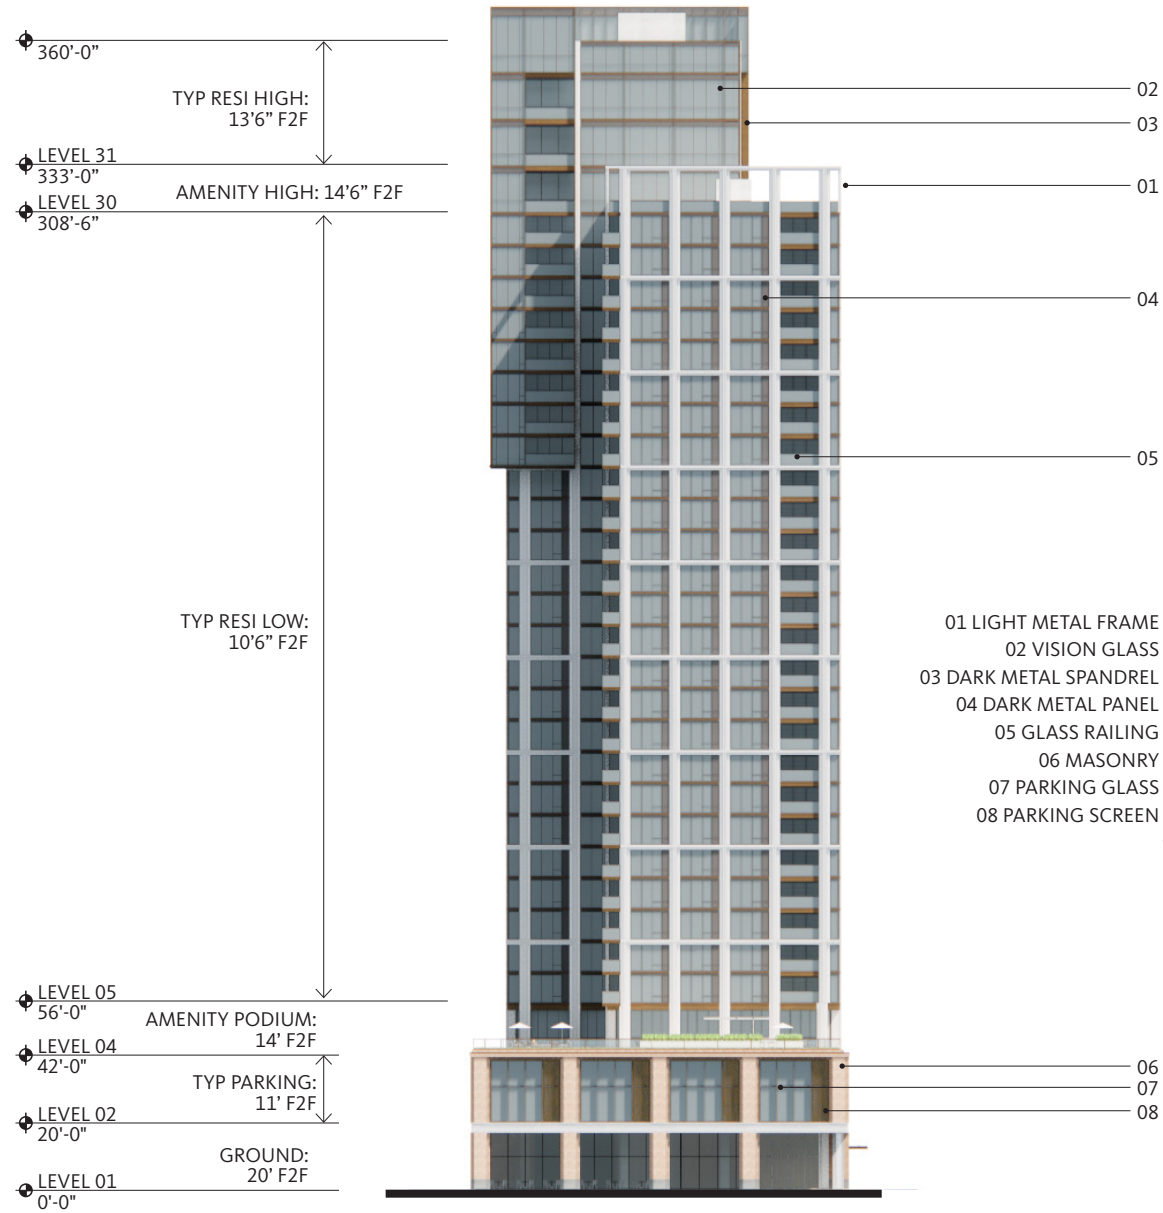 360'-0”
TYP RESI HIGH:
13’6” F2F
LEVEL 31
333'-0”
AMENITY HIGH: 14’6” F2F
LEVEL 30
308’-6”
TYP RESI LOW:
10’6” F2F
LEVEL 05
56'-0"
AMENITY PODIUM:
14’ F2F
LEVEL 04
42'-0"
TYP PARKING:
11’ F2F
LEVEL 02
20'-0"
GROUND:
20’ F2F
LEVEL 01
0'-0"
02
03
01
04
05
01 LIGHT METAL FRAME
02 VISION GLASS
03 DARK METAL SPANDREL
04 DARK METAL PANEL
05 GLASS RAILING
06 MASONRY
07 PARKING GLASS
08 PARKING SCREEN
06
07
08